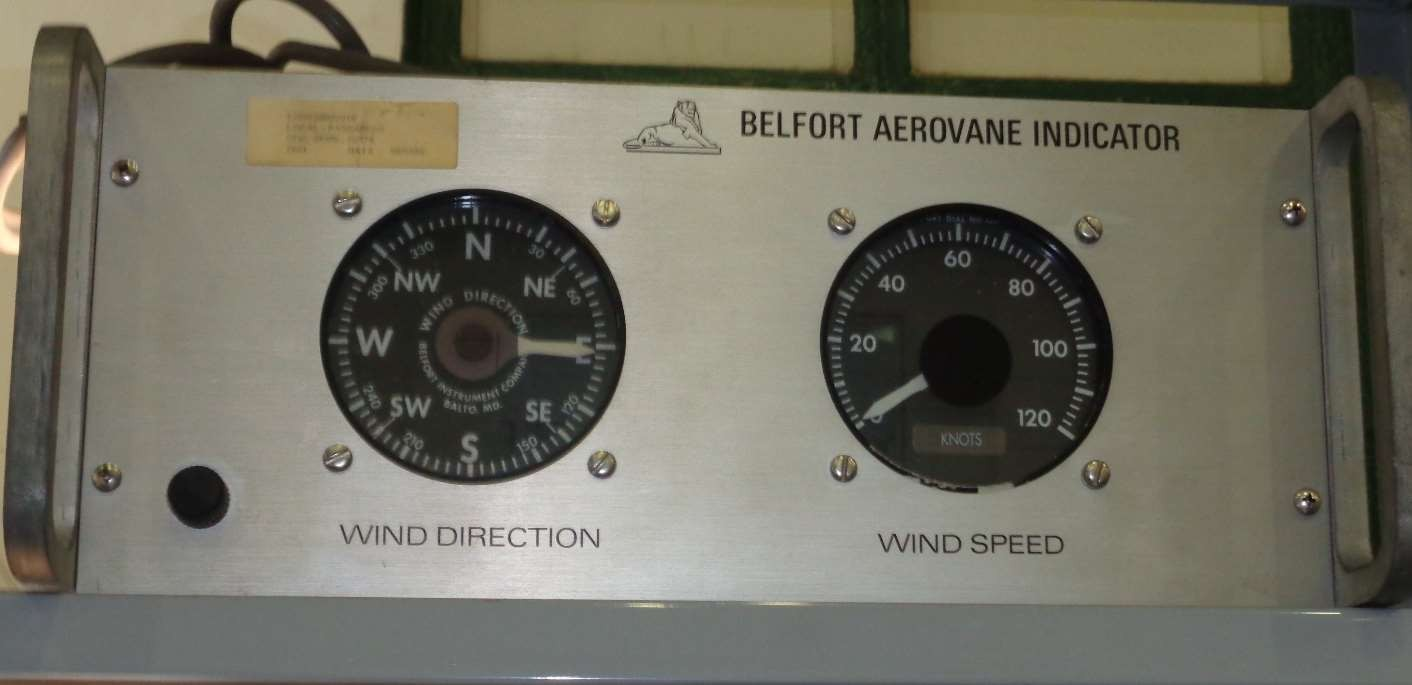 BELFORT AEROVANE INDICATOR
N
30
NE
60
E
120
SE
150
S
210
SW
240
W
300
NW
330
WIND DIRECTION
BELFORT INSTRUMENT COMPANY
BALTO. MD.
0
20
40
60
80
100
120
KNOTS
WIND DIRECTION
WIND SPEED